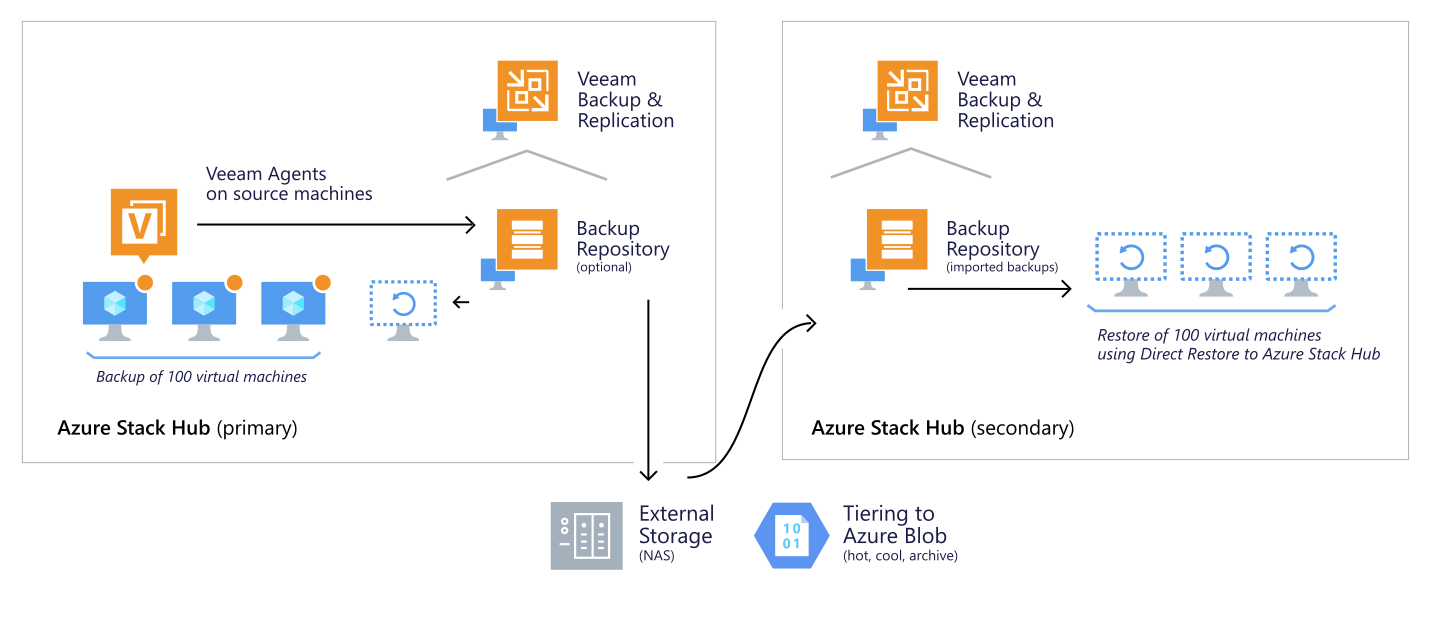 Veeam
Backup &
Replication
Veeam Agents
on source machines
V
Backup
Repository
(optional)
Backup of 100 virtual machines
Azure Stack Hub (primary)
Veeam
Backup &
Replication
Backup
Repository
(imported backups)
Restore of 100 virtual machines
using Direct Restore to Azure Stack Hub
Azure Stack Hub (secondary)
External
Storage
(NAS)
10
01
Tiering to
Azure Blob
(hot, cool, archive)